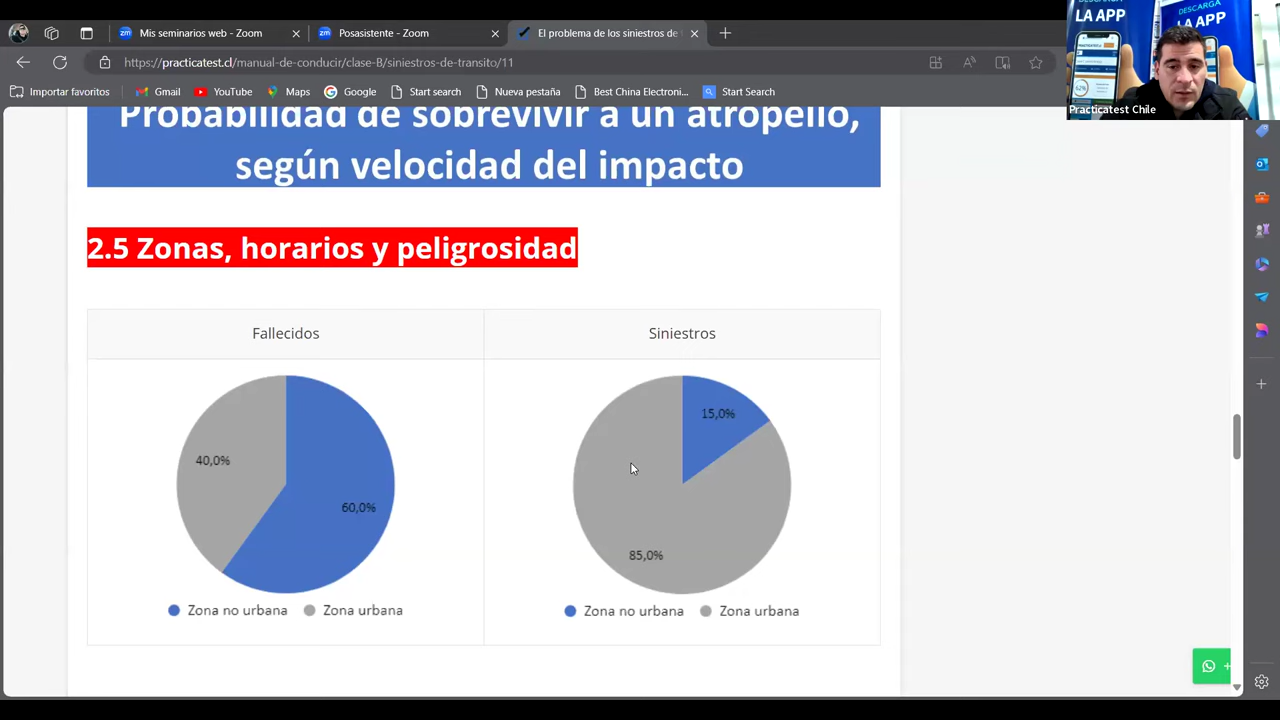 Mis seminarios web - Zoom
Posasistente - Zoom
El problema de los siniestros de
https://practicatest.cl/manual-de-conducir/clase-B/siniestros-de-transito/11
Importar favoritos
Gmail
YouTube
Maps
Google
Start search
Nueva pestaña
Best China Electroni...
Start Search
DESCARGA
LA APP
DESCARGA
LA APP
Practicatest Chile
Probabilidad de sobrevivir a un atropello,
según velocidad del impacto
2.5 Zonas, horarios y peligrosidad
Fallecidos
Siniestros
40,0%
60,0%
Zona no urbana
Zona urbana
15,0%
85,0%
Zona no urbana
Zona urbana